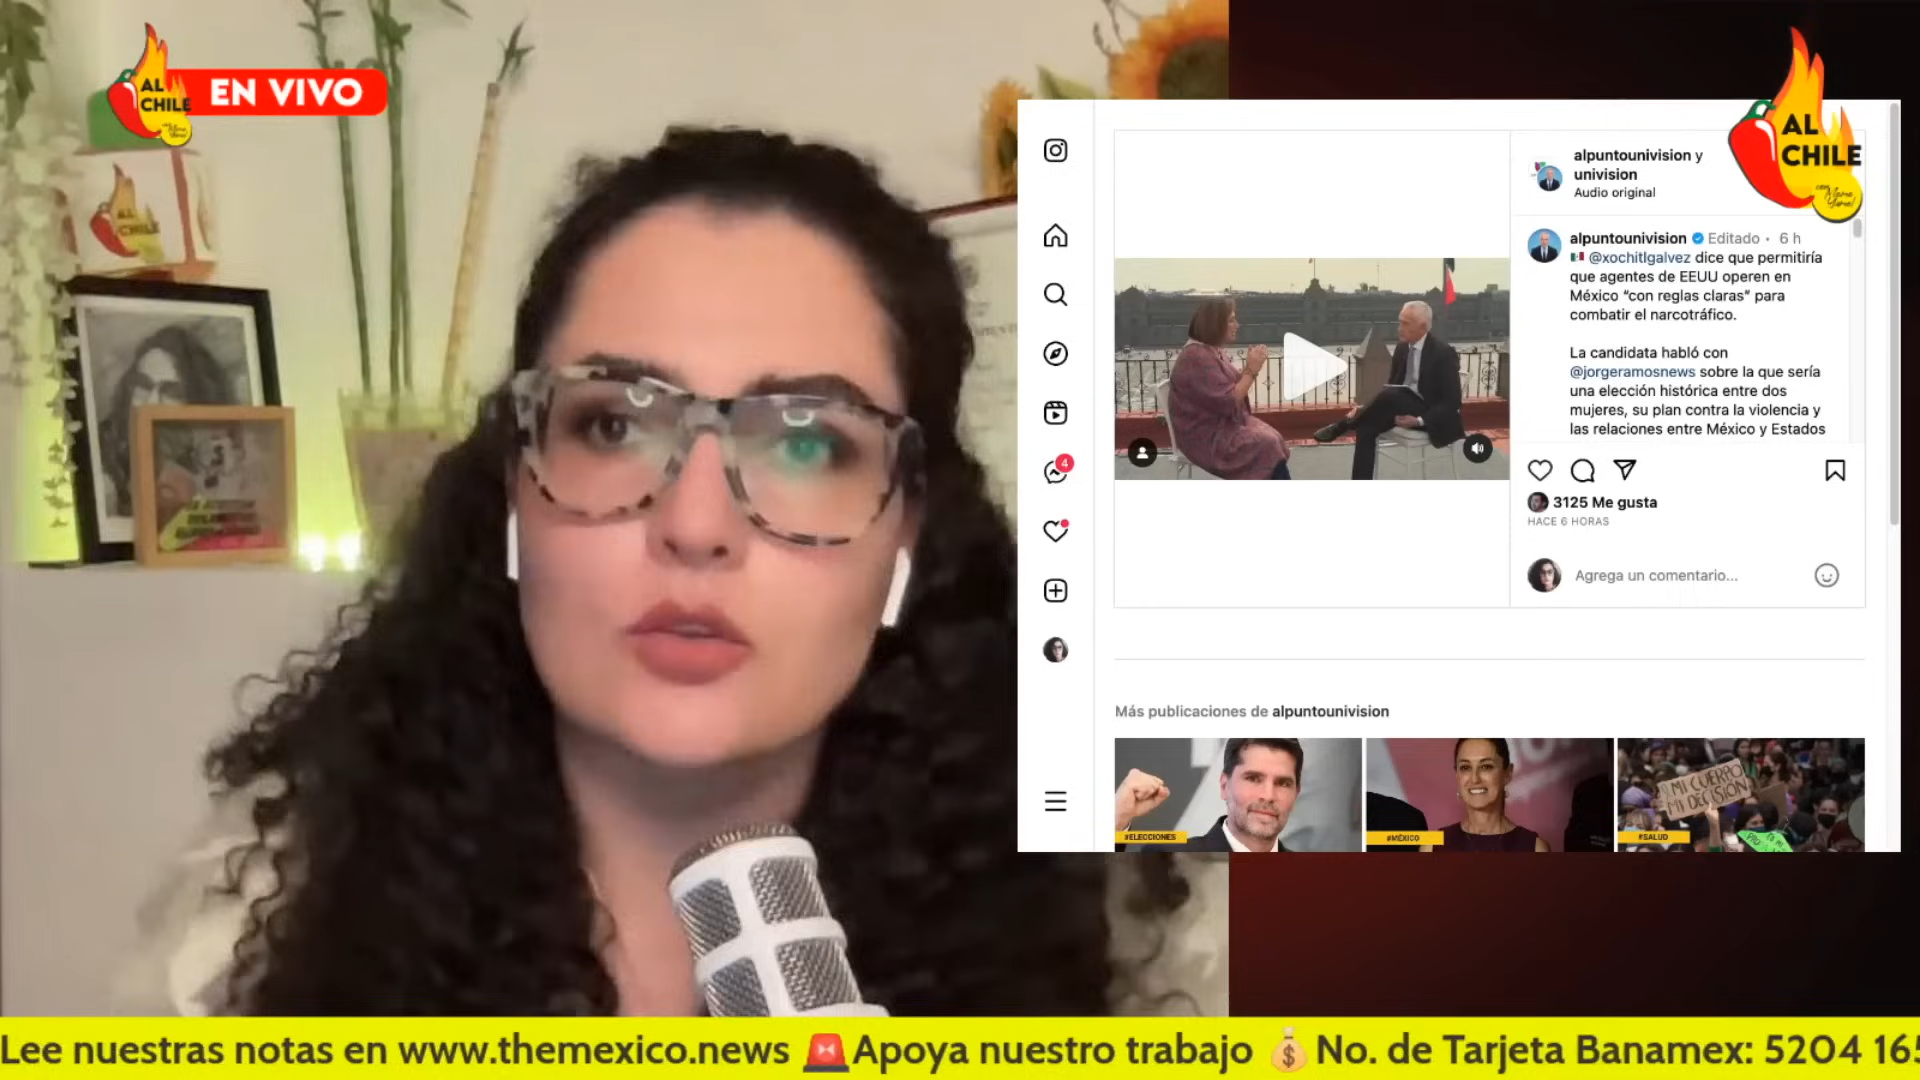 AL
CHILE
EN VIVO
AL
CHILE
alpuntounivision y
univision
Audio original
alpuntounivision Editado • 6 h
@xochitlgalvez dice que permitiría
que agentes de EEUU operen en
México “con reglas claras” para
combatir el narcotráfico.
La candidata habló con
@jorgeramosnews sobre la que sería
una elección histórica entre dos
mujeres, su plan contra la violencia y
las relaciones entre México y Estados
4
3125 Me gusta
HACE 6 HORAS
Agrega un comentario...
Más publicaciones de alpuntounivision
#ELECCIONES
#MÉXICO
#SALUD
MI CUERPO
MI DECISIÓN
AL
CHILE
Lee nuestras notas en www.themexico.news 🚨Apoya nuestro trabajo 💰No. de Tarjeta Banamex: 5204 165